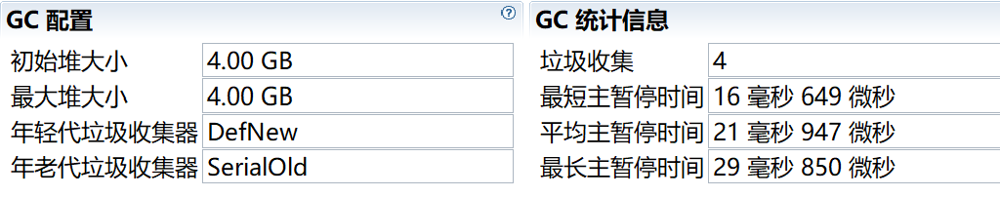 GC 配置
初始堆大小 4.00 GB
最大堆大小 4.00 GB
年轻代垃圾收集器 DefNew
年老代垃圾收集器 SerialOld
GC 统计信息
垃圾收集 4
最短主暂停时间 16 毫秒 649 微秒
平均主暂停时间 21 毫秒 947 微秒
最长主暂停时间 29 毫秒 850 微秒